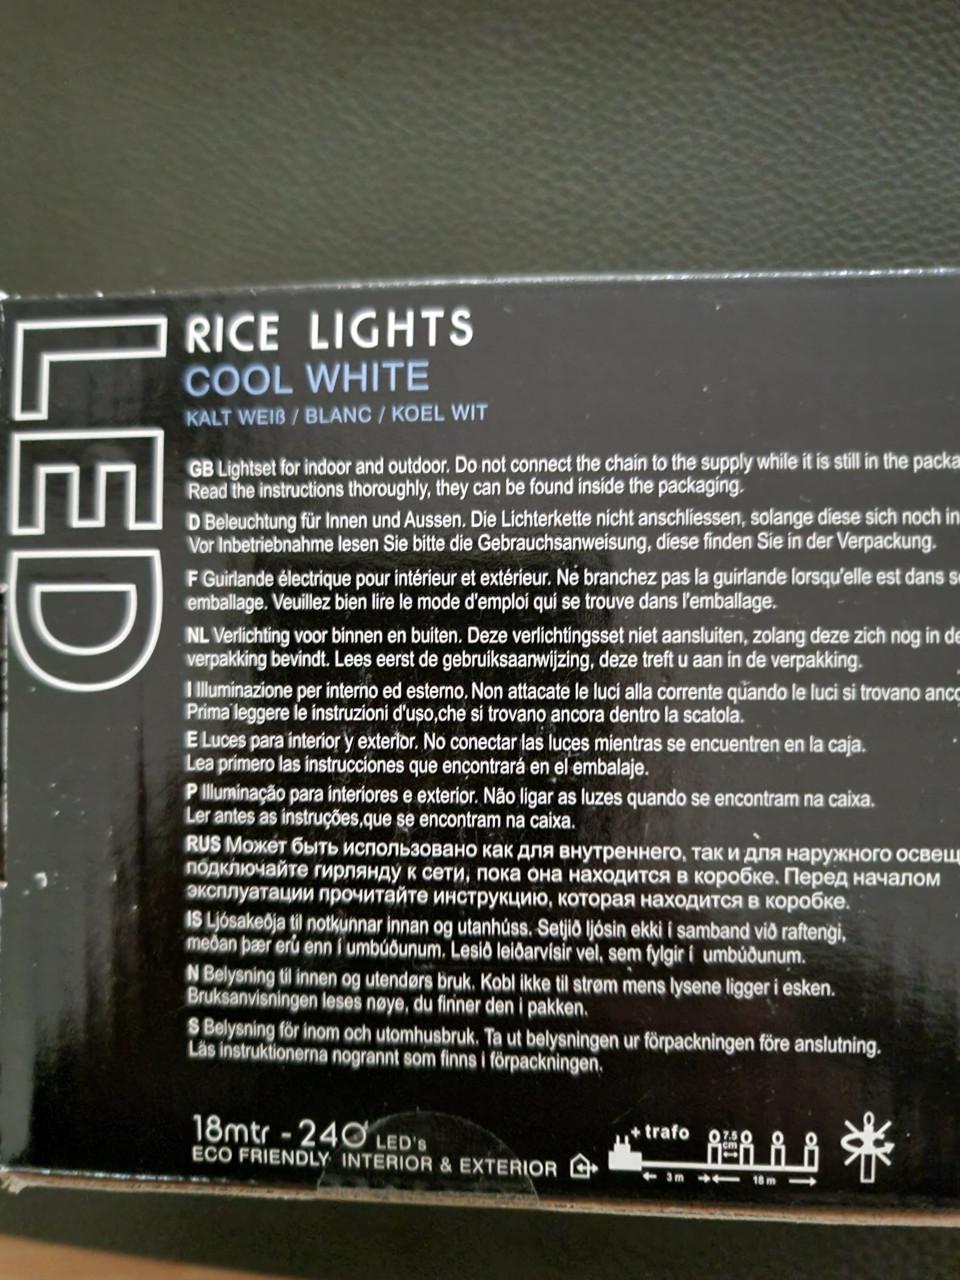 LED
RICE LIGHTS
COOL WHITE
KALT WEIß / BLANC / KOEL WIT
GB Lightset for indoor and outdoor. Do not connect the chain to the supply while it is still in the packa
Read the instructions thoroughly, they can be found inside the packaging.
D Beleuchtung für Innen und Aussen. Die Lichterkette nicht anschliessen, solange diese sich noch in
Vor Inbetriebnahme lesen Sie bitte die Gebrauchsanweisung, diese finden Sie in der Verpackung.
F Guirlande électrique pour intérieur et extérieur. Ne branchez pas la guirlande lorsqu'elle est dans s
emballage. Veuillez bien lire le mode d'emploi qui se trouve dans l'emballage.
NL Verlichting voor binnen en buiten. Deze verlichtingsset niet aansluiten, zolang deze zich nog in de
verpakking bevindt. Lees eerst de gebruiksaanwijzing, deze treft u aan in de verpakking.
I Illuminazione per interno ed esterno. Non attacate le luci alla corrente quando le luci si trovano anco
Prima leggere le instruzioni d'uso,che si trovano ancora dentro la scatola.
E Luces para interior y exterior. No conectar las luces mientras se encuentren en la caja.
Lea primero las instrucciones que encontrará en el embalaje.
P Illuminação para interiores e exterior. Não ligar as luzes quando se encontram na caixa.
Ler antes as instruções,que se encontram na caixa.
RUS Может быть использовано как для внутреннего, так и для наружного освещ
подключайте гирлянду к сети, пока она находится в коробке. Перед началом
эксплуатации прочитайте инструкцию, которая находится в коробке.
IS Ljósakeðja til notkunnar innan og utanhúss. Setjið ljósin ekki í samband við raftengi,
meðan þær eru enn í umbúðunum. Lesið leiðarvísir vel, sem fylgir í umbúðunum.
N Belysning til innen og utendørs bruk. Kobl ikke til strøm mens lysene ligger i esken.
Bruksanvisningen leses nøye, du finner den i pakken.
S Belysning för inom och utomhusbruk. Ta ut belysningen ur förpackningen före anslutning.
Läs instruktionerna nogrannt som finns i förpackningen.
18mtr - 240 LED's
ECO FRIENDLY INTERIOR & EXTERIOR
+ trafo
7.5
cm
3 m
18 m